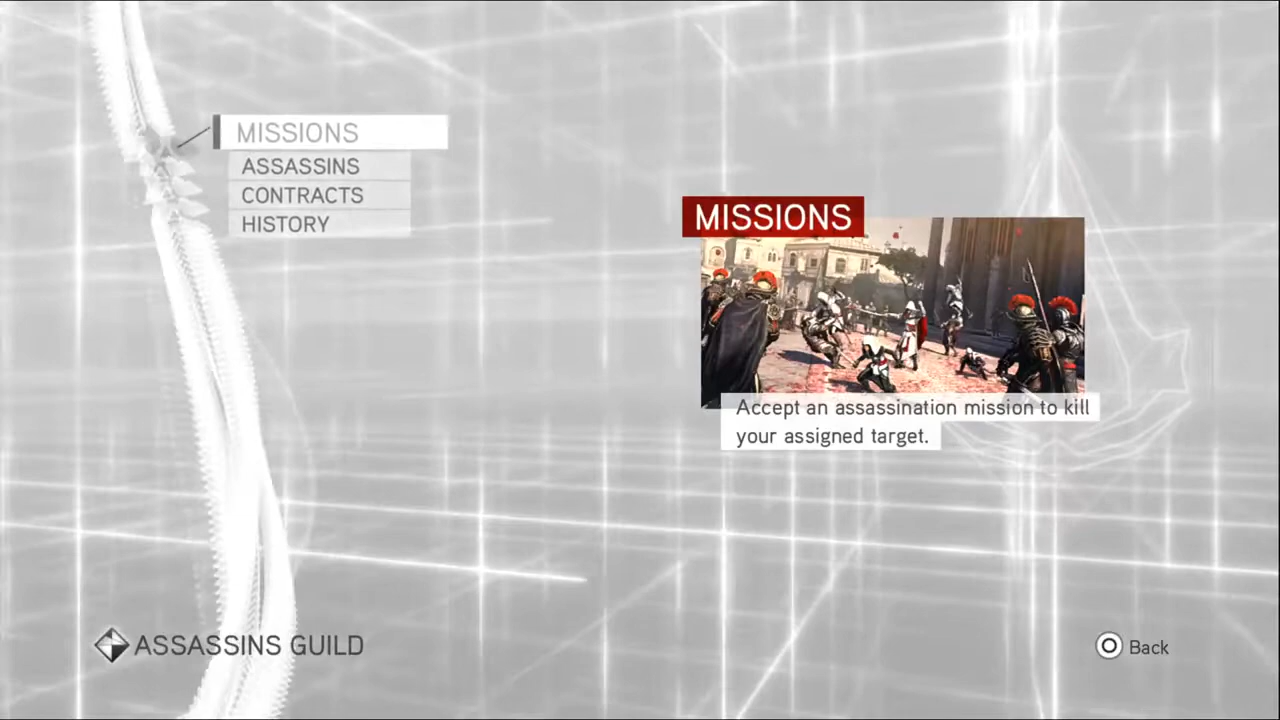 MISSIONS
ASSASSINS
CONTRACTS
HISTORY
MISSIONS
Accept an assassination mission to kill
your assigned target.
ASSASSINS GUILD
Back